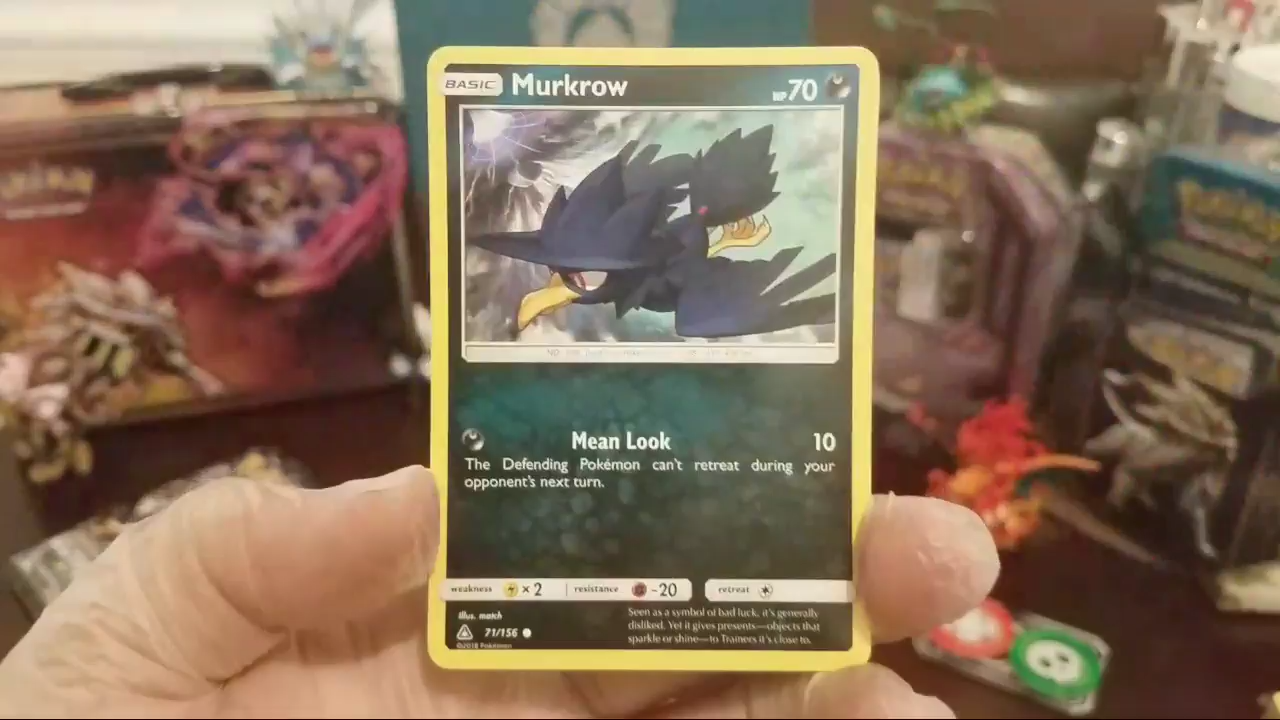 BASIC Murkrow HP70
Mean Look 10
The Defending Pokémon can't retreat during your
opponent's next turn.
weakness ×2 resistance -20 retreat
Illus. match
71/156
©2018 Pokémon
Seen as a symbol of bad luck, it's generally
disliked. Yet it gives presents—objects that
sparkle or shine—to Trainers it's close to.